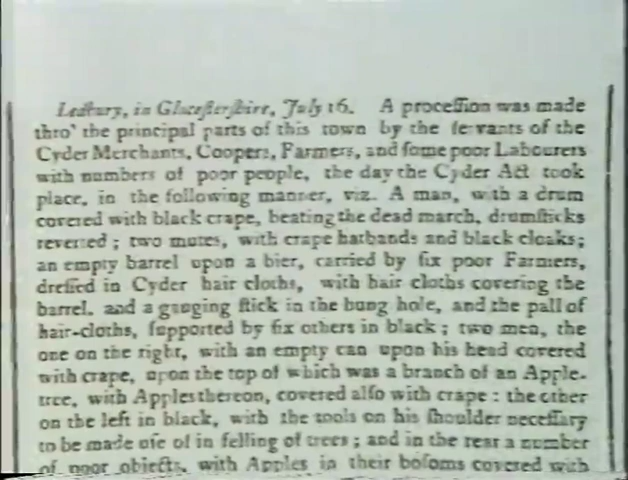 Ledbury, in Gloceſterſhire, July 16. A proceſſion was made
thro' the principal parts of this town by the ſervants of the
Cyder Merchants, Coopers, Farmers, and ſome poor Labourers
with numbers of poor people, the day the Cyder Act took
place, in the following manner, viz. A man, with a drum
covered with black crape, beating the dead march, drumſticks
reverted ; two mutes, with crape hatbands and black cloaks;
an empty barrel upon a bier, carried by ſix poor Farmers,
dreſſed in Cyder hair cloths, with hair cloths covering the
barrel, and a gauging ſtick in the bung hole, and the pall of
hair-cloths, ſupported by ſix others in black ; two men, the
one on the right, with an empty can upon his head covered
with crape, upon the top of which was a branch of an Apple-
tree, with Apples thereon, covered alſo with crape : the other
on the left in black, with the tools on his ſhoulder neceſſary
to be made uſe of in felling of trees ; and in the rear a number
of poor objects, with Apples in their boſoms covered with